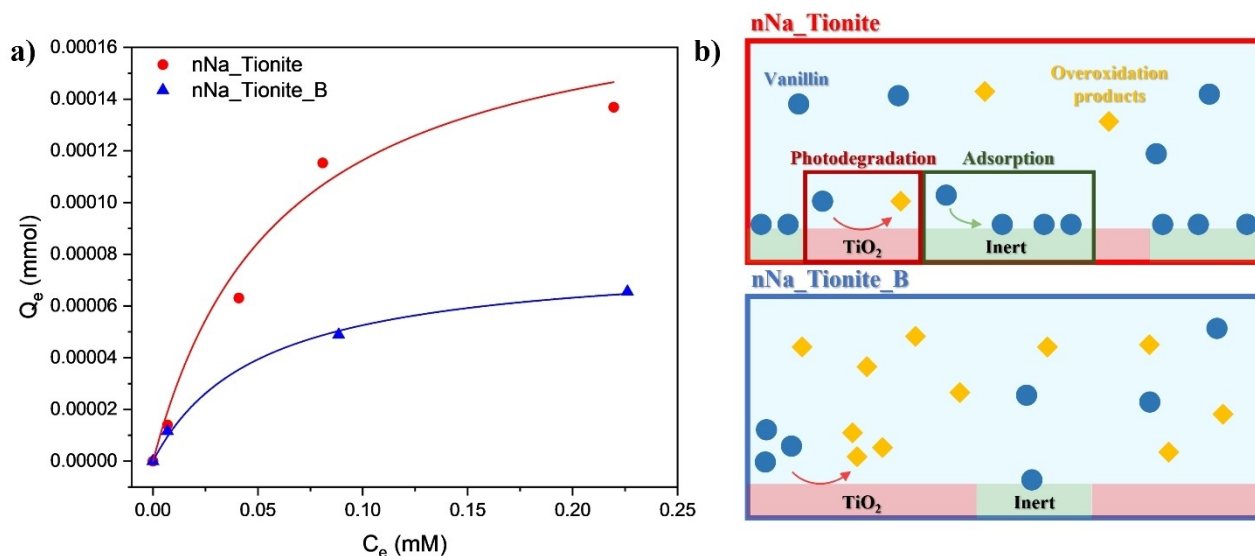 a)
0.00016
0.00014
0.00012
0.00010
0.00008
0.00006
0.00004
0.00002
0.00000
Qe (mmol)
nNa_Tionite
nNa_Tionite_B
0.00
0.05
0.10
0.15
0.20
0.25
Ce (mM)
b)
nNa_Tionite
Vanillin
Overoxidation
products
Photodegradation
Adsorption
TiO2
Inert
nNa_Tionite_B
TiO2
Inert